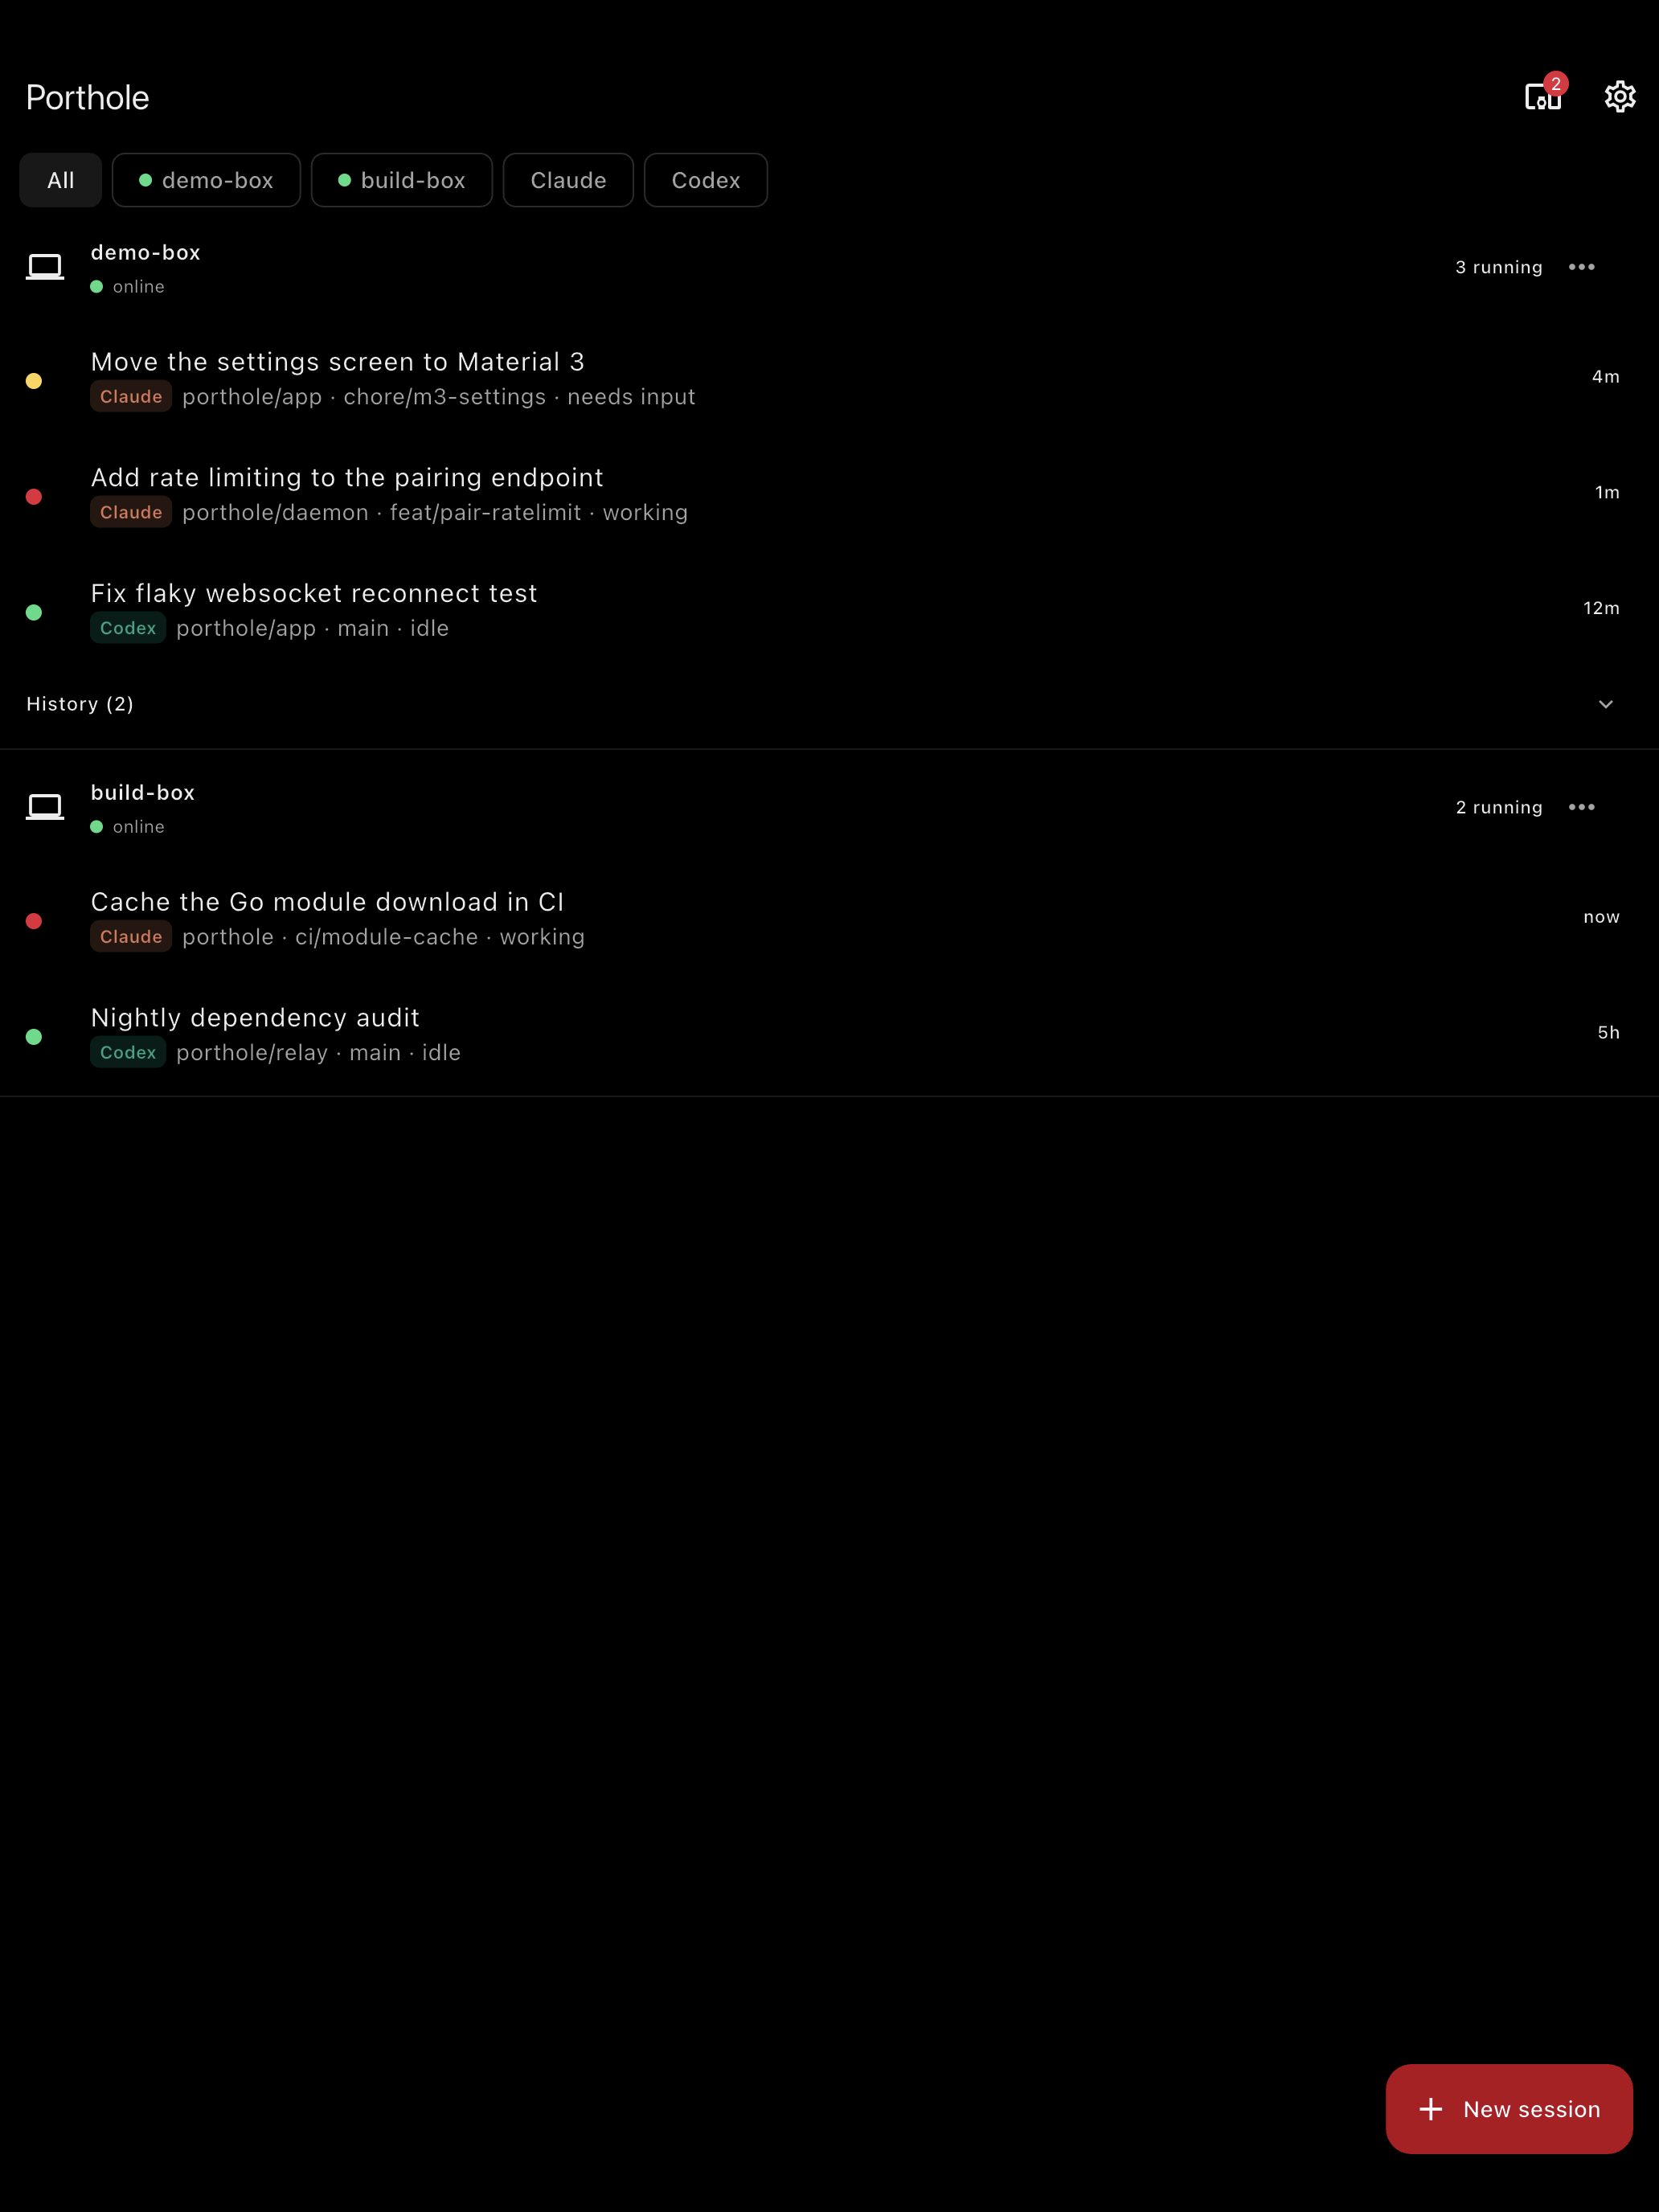 Porthole
2
All
demo-box
build-box
Claude
Codex
demo-box
online
3 running
Move the settings screen to Material 3
Claude porthole/app · chore/m3-settings · needs input
4m
Add rate limiting to the pairing endpoint
Claude porthole/daemon · feat/pair-ratelimit · working
1m
Fix flaky websocket reconnect test
Codex porthole/app · main · idle
12m
History (2)
build-box
online
2 running
Cache the Go module download in CI
Claude porthole · ci/module-cache · working
now
Nightly dependency audit
Codex porthole/relay · main · idle
5h
New session